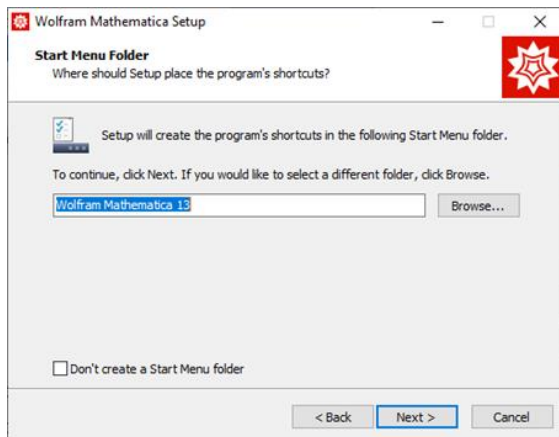 Wolfram Mathematica Setup
Start Menu Folder
Where should Setup place the program's shortcuts?
Setup will create the program's shortcuts in the following Start Menu folder.
To continue, click Next. If you would like to select a different folder, click Browse.
Wolfram Mathematica 13
Browse...
Don't create a Start Menu folder
< Back
Next >
Cancel